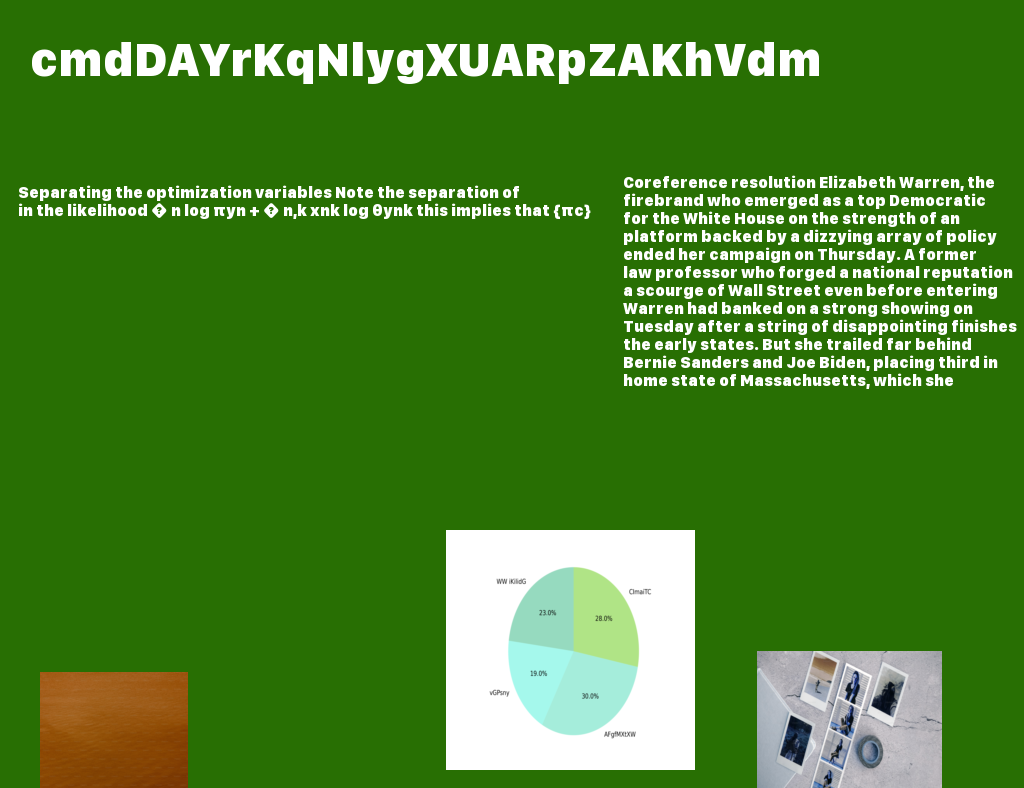 cmdDAYrKqNlygXUARpZAKhVdm
Separating the optimization variables Note the separation of
in the likelihood � n log πyn + � n,k xnk log θynk this implies that {πc}
Coreference resolution Elizabeth Warren, the
firebrand who emerged as a top Democratic
for the White House on the strength of an
platform backed by a dizzying array of policy
ended her campaign on Thursday. A former
law professor who forged a national reputation
a scourge of Wall Street even before entering
Warren had banked on a strong showing on
Tuesday after a string of disappointing finishes
the early states. But she trailed far behind
Bernie Sanders and Joe Biden, placing third in
home state of Massachusetts, which she
WW iKilidG
ClmaiTC
23.0%
28.0%
19.0%
vGPsny
30.0%
AFgfMXtXW